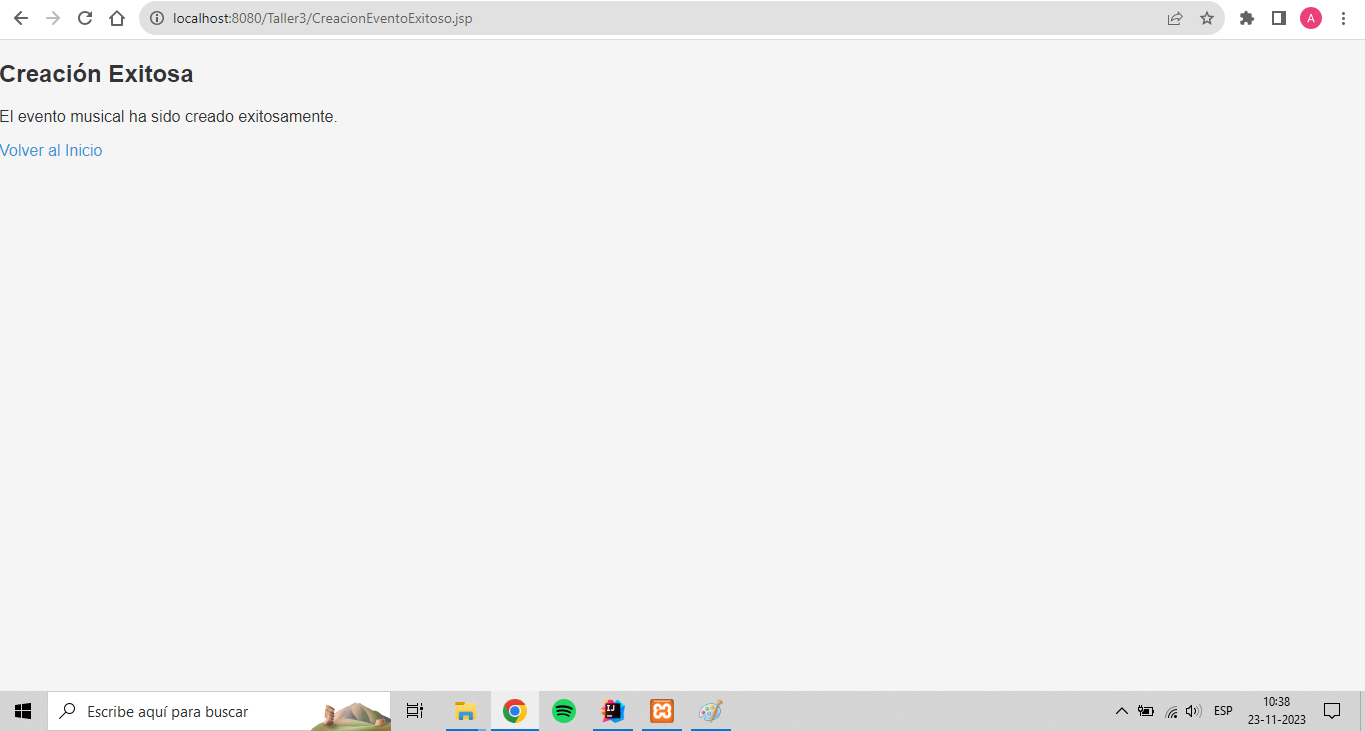 localhost:8080/Taller3/CreacionEventoExitoso.jsp
A
Creación Exitosa
El evento musical ha sido creado exitosamente.
Volver al Inicio
Escribe aquí para buscar
ESP
10:38
23-11-2023